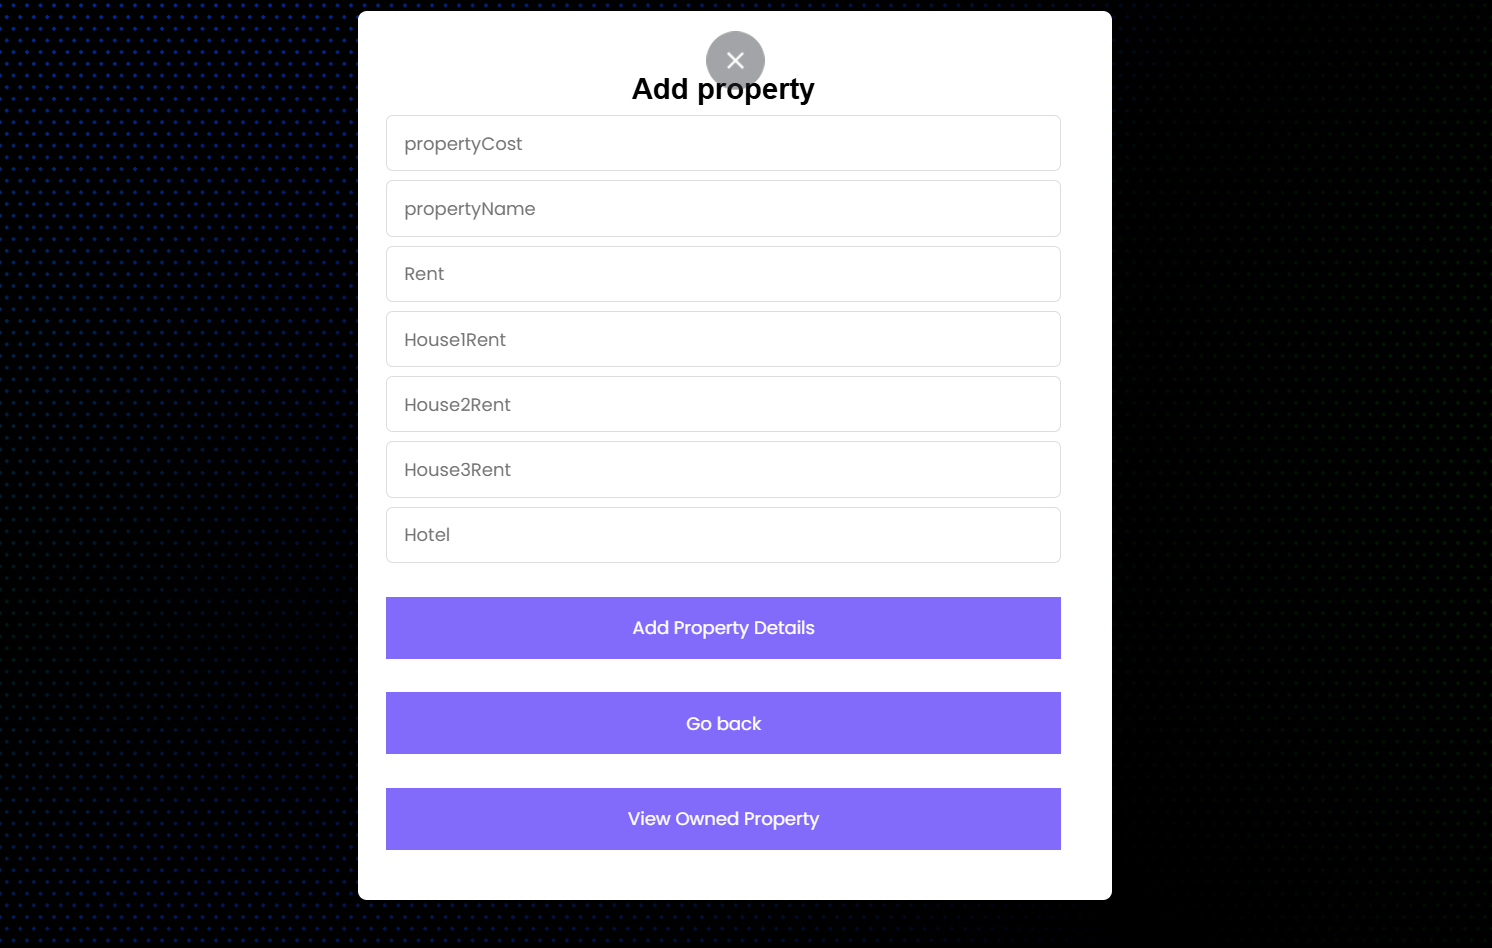 Add property
propertyCost
propertyName
Rent
House1Rent
House2Rent
House3Rent
Hotel
Add Property Details
Go back
View Owned Property